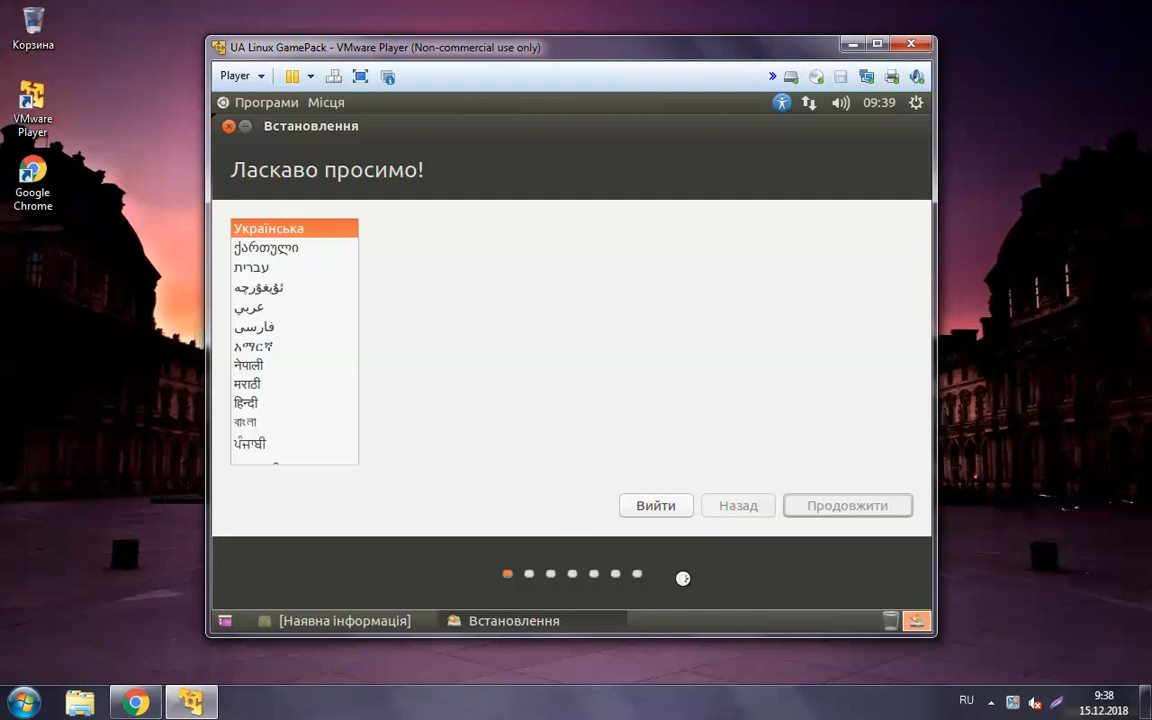 Корзина
VMware
Player
Google
Chrome
UA Linux GamePack - VMware Player (Non-commercial use only)
Player
Програми Місця
09:39
Встановлення
Ласкаво просимо!
Українська
ქართული
עברית
ئۇيغۇرچە
عربي
فارسی
አማርኛ
नेपाली
मराठी
हिन्दी
বাংলা
ਪੰਜਾਬੀ
Вийти
Назад
Продовжити
[Наявна інформація]
Встановлення
RU
9:38
15.12.2018